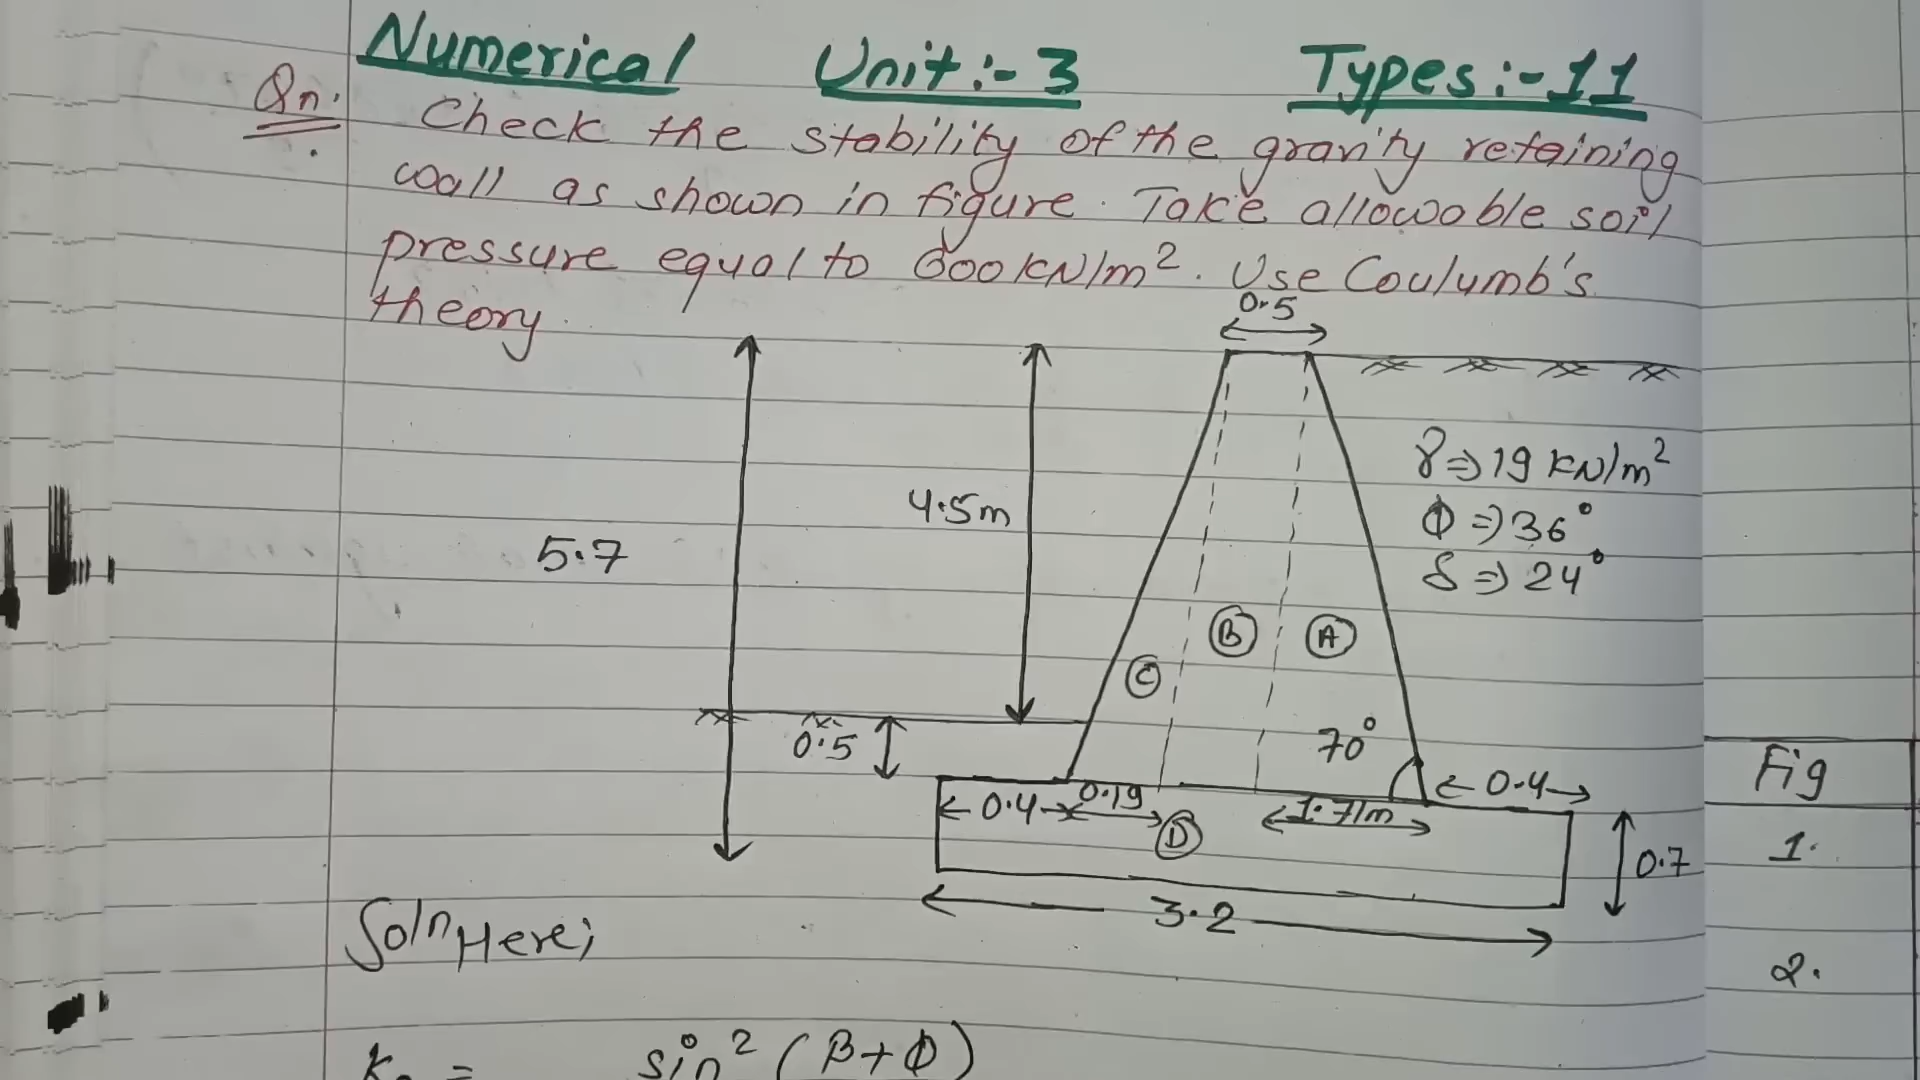 Numerical Unit:- 3 Types:- 11
Qn. Check the stability of the gravity retaining
wall as shown in figure. Take allowable soil
pressure equal to 600 kN/m². Use Coulumb's
theory.
0.5
4.5m
5.7
γ⇒19 kN/m²
Φ⇒36°
δ⇒24°
B
A
C
70°
0.5
0.4
0.19
D
1.71m
0.4
0.7
3.2
Fig
1.
2.
Soln Here;
ka = sin² (β+Φ)